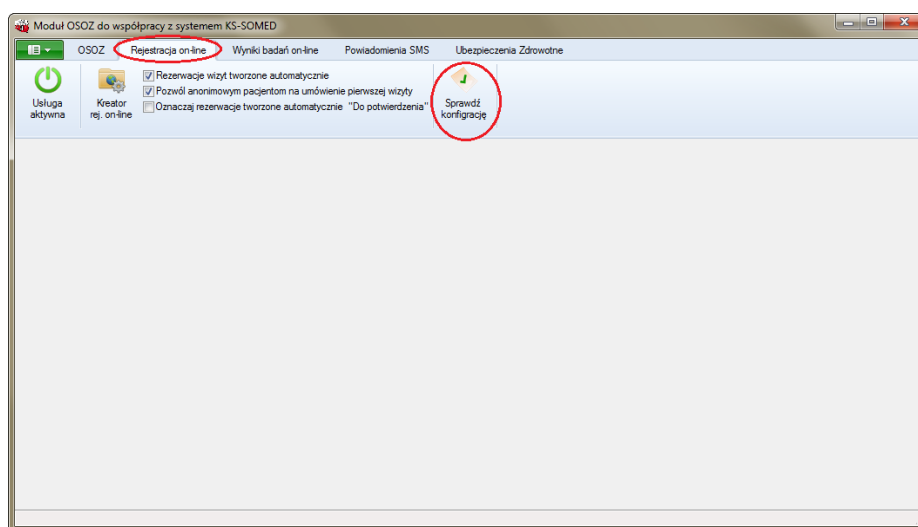 Moduł OSOZ do współpracy z systemem KS-SOMED
OSOZ Rejestracja on-line Wyniki badań on-line Powiadomienia SMS Ubezpieczenia Zdrowotne
Usługa aktywna
Kreator rej. on-line
Rezerwacje wizyt tworzone automatycznie
Pozwól anonimowym pacjentom na umówienie pierwszej wizyty
Oznaczaj rezerwacje tworzone automatycznie "Do potwierdzenia"
Sprawdź
konfigrację